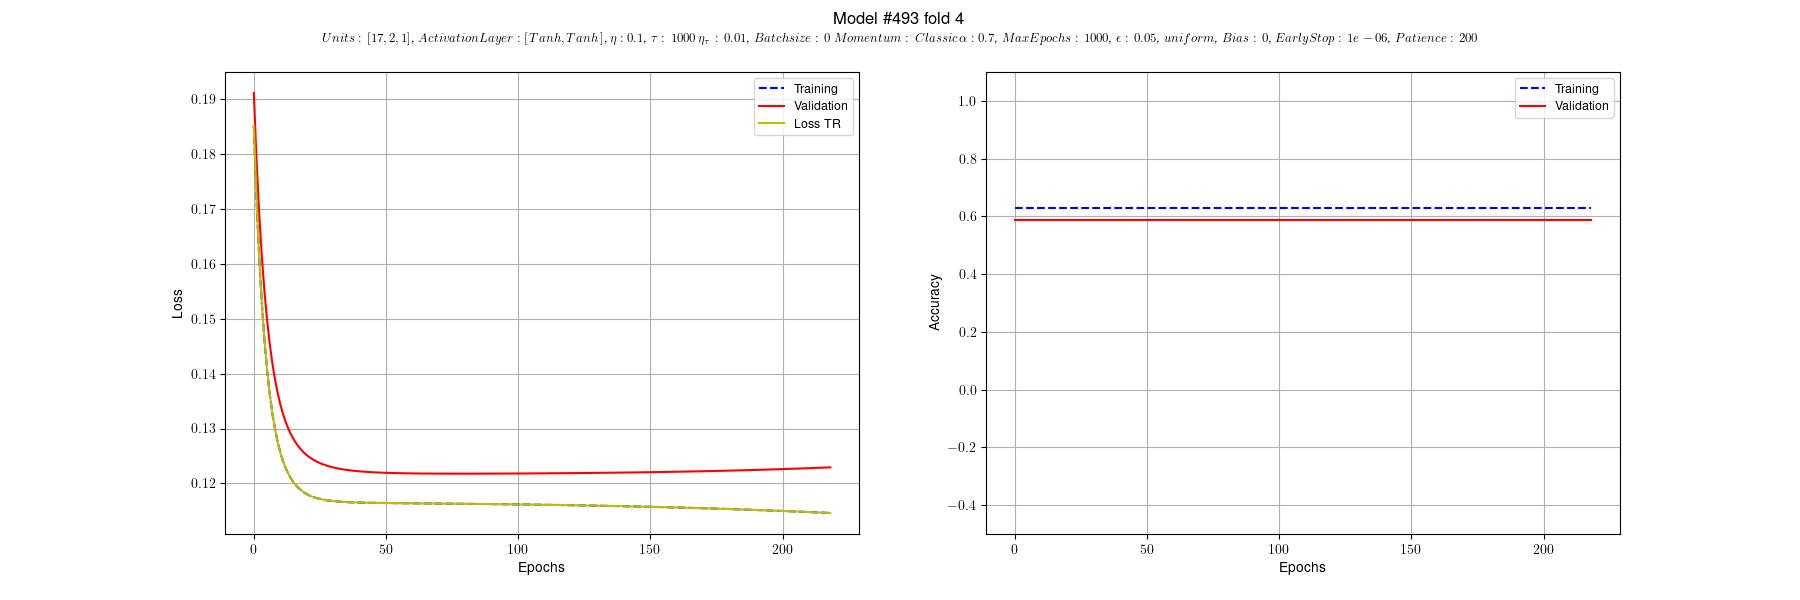 Model #493 fold 4
Units : [17, 2, 1], ActivationLayer : [Tanh, Tanh], η : 0.1, τ : 1000 η_τ : 0.01, Batchsize : 0 Momentum : Classic α : 0.7, MaxEpochs : 1000, ϵ : 0.05, uniform, Bias : 0, EarlyStop : 1e − 06, Patience : 200
Training
Validation
Loss TR
0.19
0.18
0.17
0.16
0.15
0.14
0.13
0.12
Loss
0
50
100
150
200
Epochs
Training
Validation
1.0
0.8
0.6
0.4
0.2
0.0
−0.2
−0.4
Accuracy
0
50
100
150
200
Epochs